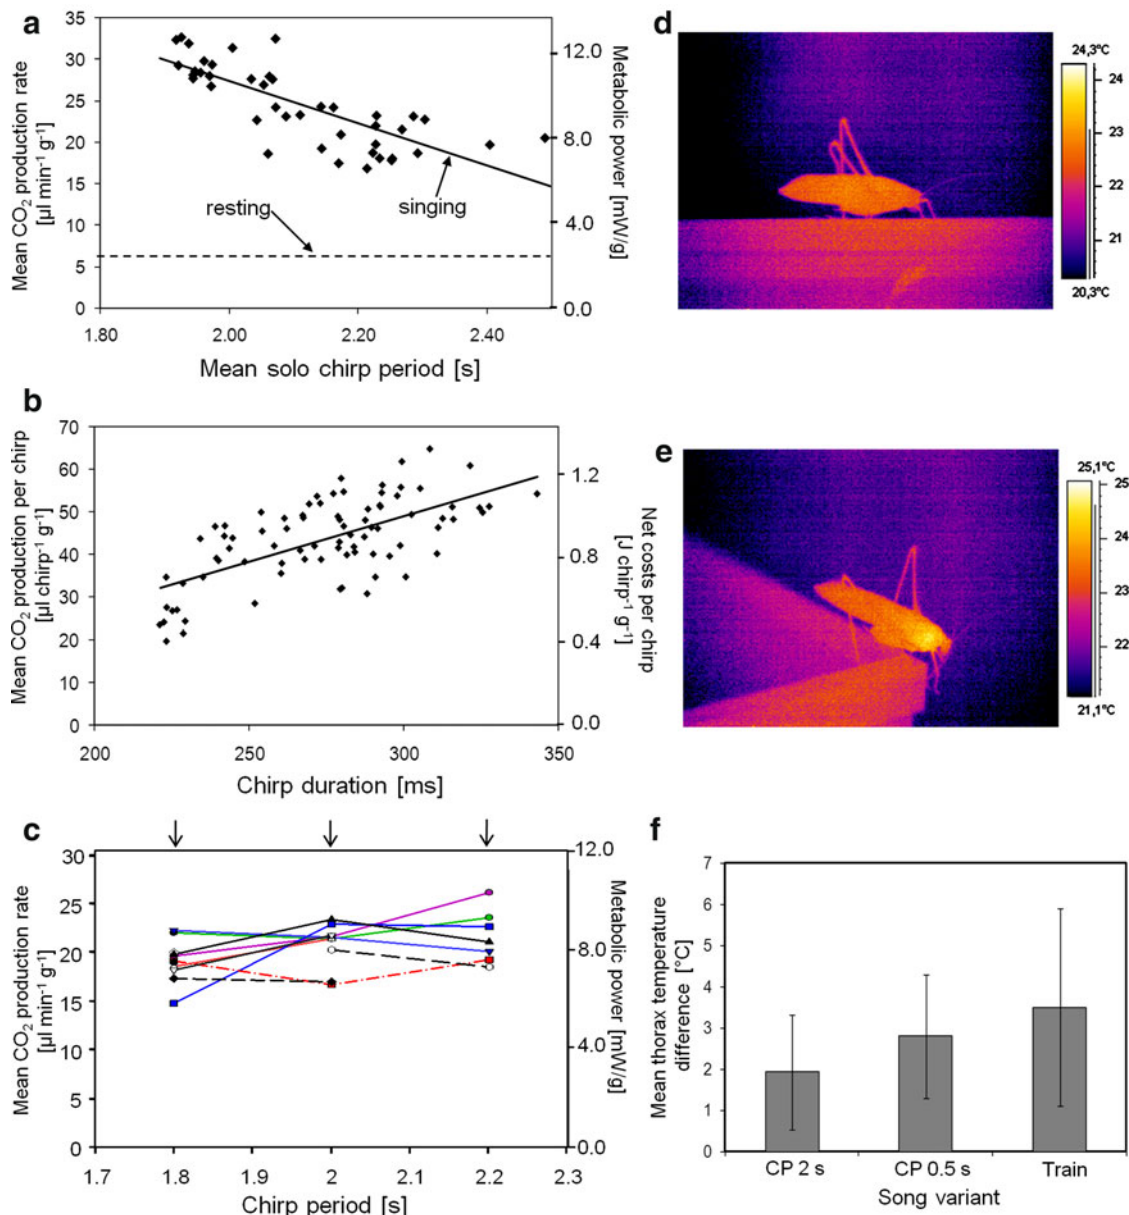 a
35
30
25
20
15
10
5
0
Mean CO₂ production rate
[µl min⁻¹ g⁻¹]
12.0
8.0
4.0
0.0
Metabolic power [mW/g]
resting
singing
1.80
2.00
2.20
2.40
Mean solo chirp period [s]
b
70
60
50
40
30
20
10
0
Mean CO₂ production per chirp
[µl chirp⁻¹ g⁻¹]
1.2
0.8
0.4
0.0
Net costs per chirp
[J chirp⁻¹ g⁻¹]
200
250
300
350
Chirp duration [ms]
c
30
25
20
15
10
5
0
Mean CO₂ production rate
[µl min⁻¹ g⁻¹]
12.0
8.0
4.0
0.0
Metabolic power [mW/g]
1.7
1.8
1.9
2
2.1
2.2
2.3
Chirp period [s]
d
24,3°C
24
23
22
21
20,3°C
e
25,1°C
25
24
23
22
21,1°C
f
7
6
5
4
3
2
1
0
Mean thorax temperature
difference [°C]
CP 2 s
CP 0.5 s
Train
Song variant